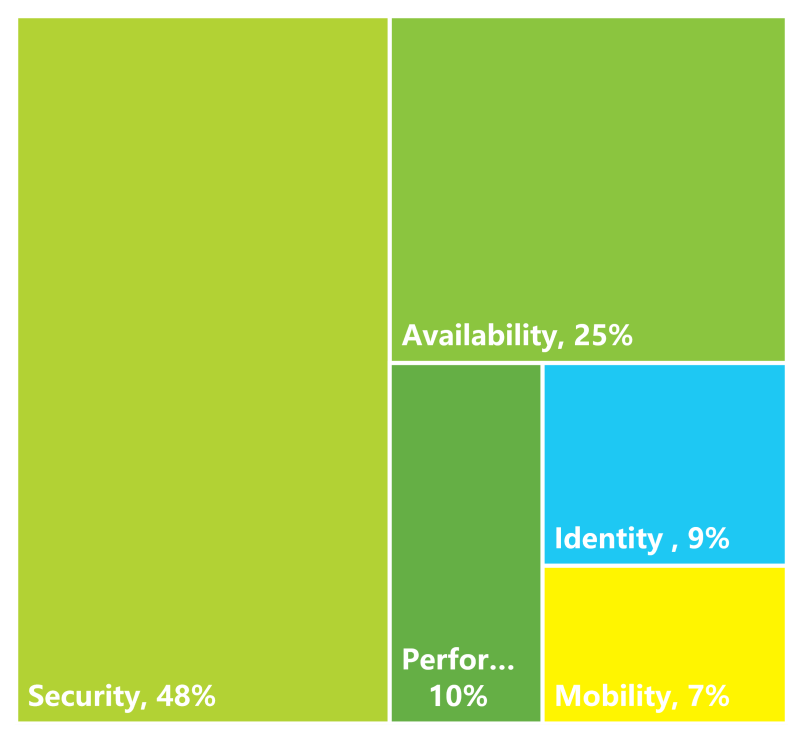 Availability, 25%
Identity , 9%
Perfor...
10%
Security, 48%
Mobility, 7%